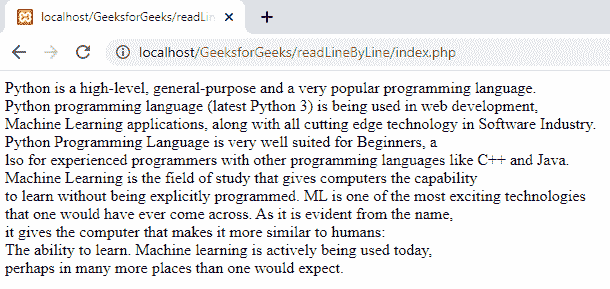 localhost/GeeksforGeeks/readLin
localhost/GeeksforGeeks/readLineByLine/index.php
Python is a high-level, general-purpose and a very popular programming language.
Python programming language (latest Python 3) is being used in web development,
Machine Learning applications, along with all cutting edge technology in Software Industry.
Python Programming Language is very well suited for Beginners, a
lso for experienced programmers with other programming languages like C++ and Java.
Machine Learning is the field of study that gives computers the capability
to learn without being explicitly programmed. ML is one of the most exciting technologies
that one would have ever come across. As it is evident from the name,
it gives the computer that makes it more similar to humans:
The ability to learn. Machine learning is actively being used today,
perhaps in many more places than one would expect.